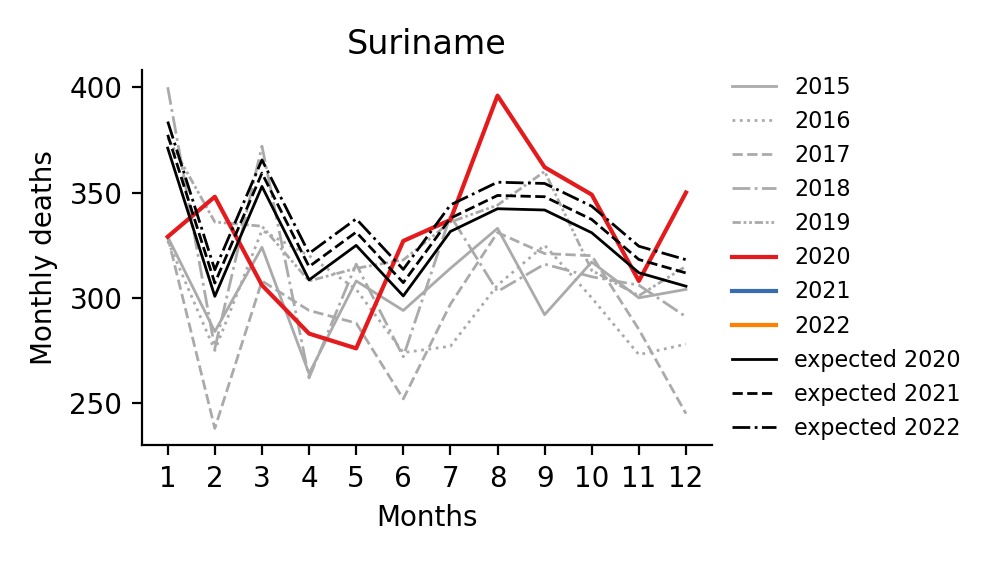 Suriname
Monthly deaths
400
350
300
250
1 2 3 4 5 6 7 8 9 10 11 12
Months
2015
2016
2017
2018
2019
2020
2021
2022
expected 2020
expected 2021
expected 2022